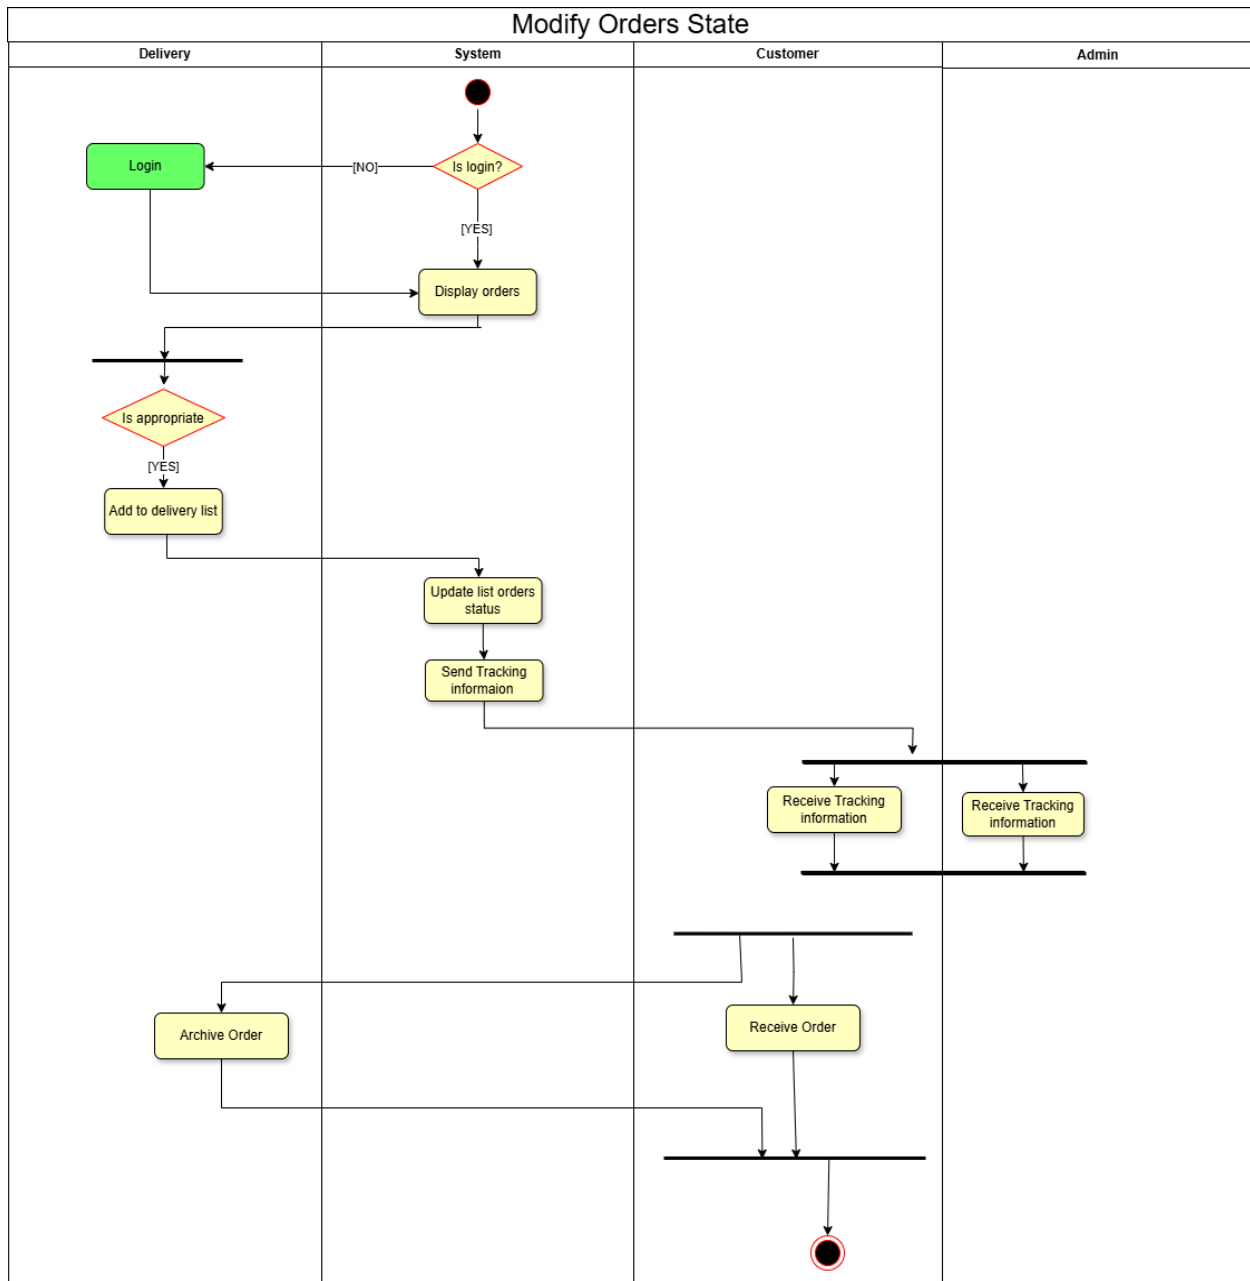 Modify Orders State
Delivery
System
Customer
Admin
Login
[NO]
Is login?
[YES]
Display orders
Is appropriate
[YES]
Add to delivery list
Update list orders
status
Send Tracking
informaion
Receive Tracking
information
Receive Tracking
information
Archive Order
Receive Order